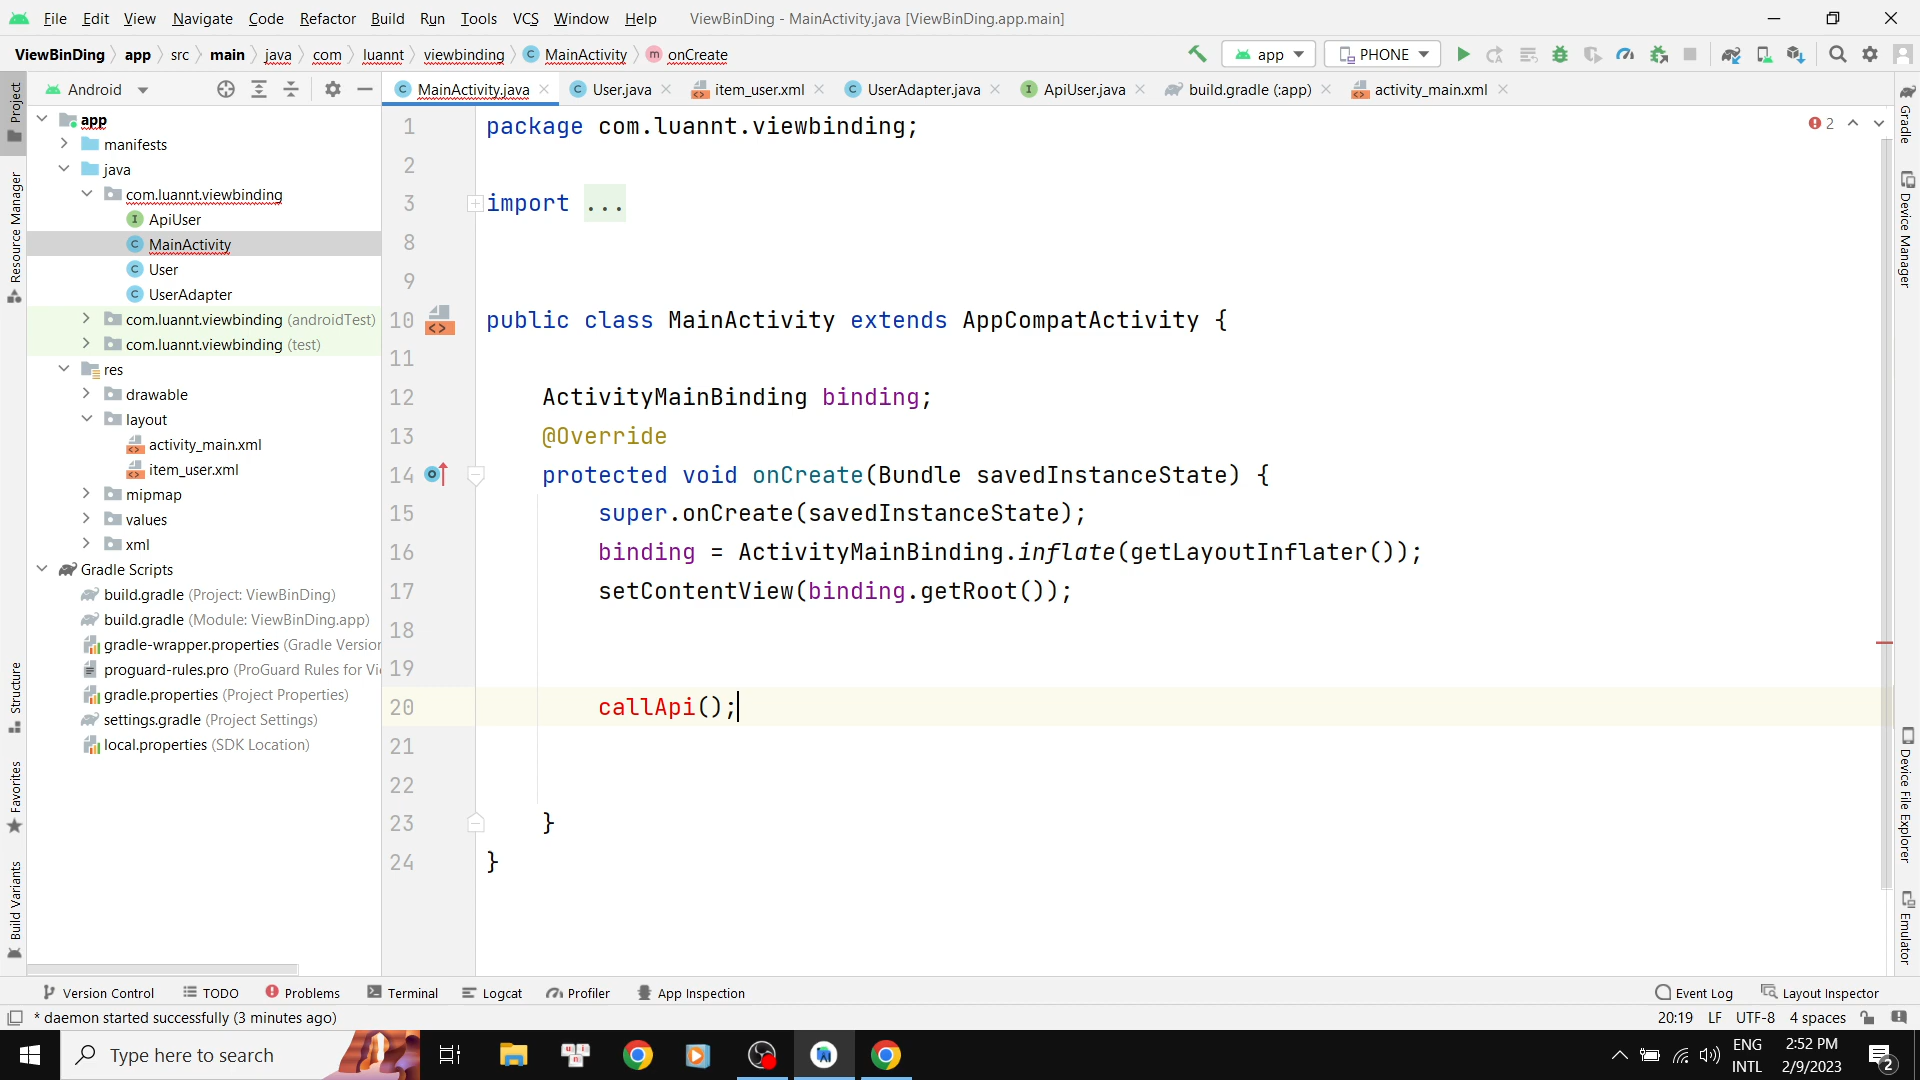 File Edit View Navigate Code Refactor Build Run Tools VCS Window Help ViewBinDing - MainActivity.java [ViewBinDing.app.main]
ViewBinDing app src main java com luannt viewbinding MainActivity onCreate app PHONE
Android MainActivity.java User.java item_user.xml UserAdapter.java ApiUser.java build.gradle (:app) activity_main.xml
Project
Resource Manager
Structure
Favorites
Build Variants
app
manifests
java
com.luannt.viewbinding
ApiUser
MainActivity
User
UserAdapter
com.luannt.viewbinding (androidTest)
com.luannt.viewbinding (test)
res
drawable
layout
activity_main.xml
item_user.xml
mipmap
values
xml
Gradle Scripts
build.gradle (Project: ViewBinDing)
build.gradle (Module: ViewBinDing.app)
gradle-wrapper.properties (Gradle Version
proguard-rules.pro (ProGuard Rules for Vi
gradle.properties (Project Properties)
settings.gradle (Project Settings)
local.properties (SDK Location)
1 package com.luannt.viewbinding;
2
3 import ...
8
9
10 public class MainActivity extends AppCompatActivity {
11
12 ActivityMainBinding binding;
13 @Override
14 protected void onCreate(Bundle savedInstanceState) {
15 super.onCreate(savedInstanceState);
16 binding = ActivityMainBinding.inflate(getLayoutInflater());
17 setContentView(binding.getRoot());
18
19
20 callApi();
21
22
23 }
24 }
2
Gradle
Device Manager
Device File Explorer
Emulator
Version Control TODO Problems Terminal Logcat Profiler App Inspection Event Log Layout Inspector
* daemon started successfully (3 minutes ago) 20:19 LF UTF-8 4 spaces
Type here to search
ENG
INTL
2:52 PM
2/9/2023
2